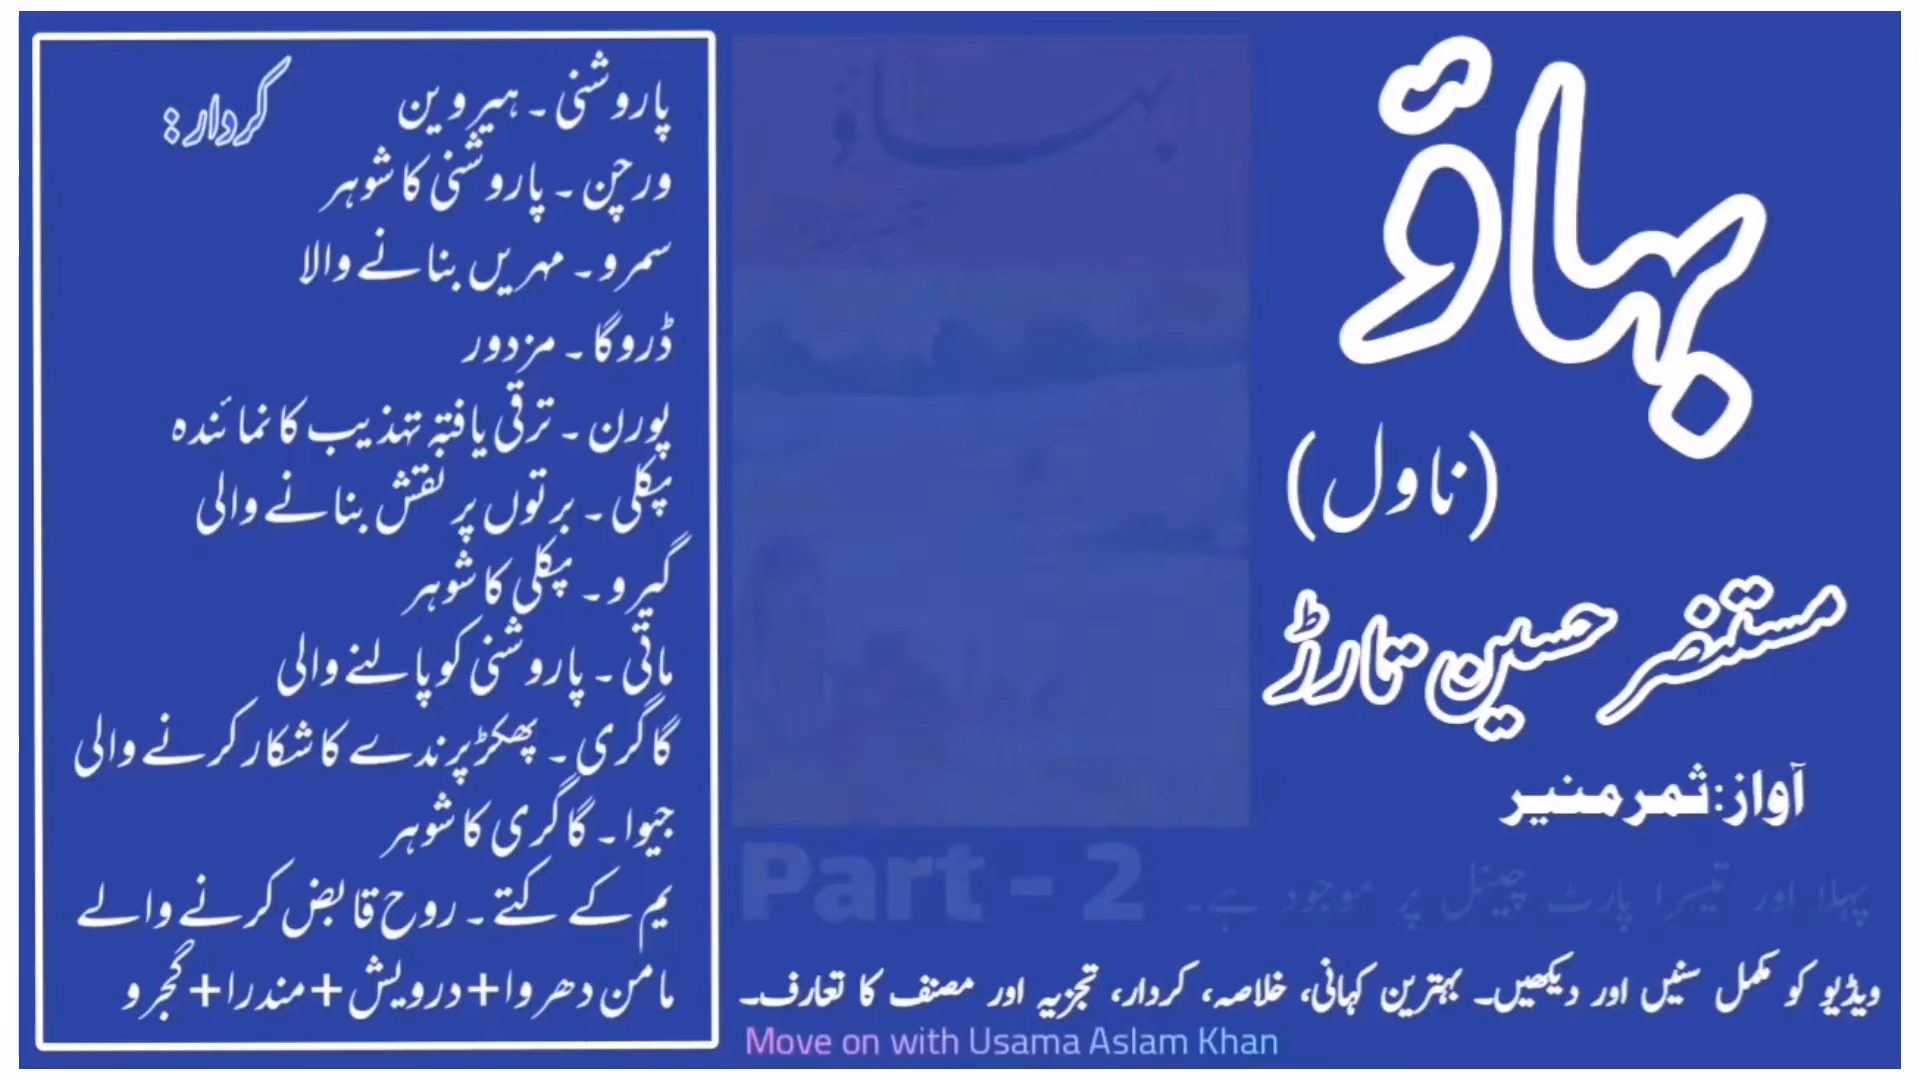 بہاؤ
(ناول)
مستنصر حسین تارڑ
آواز:ثمر منیر
بہاؤ
Part - 2
پہلا اور تیسرا پارٹ چینل پر موجود ہے۔
ویڈیو کو مکمل سنیں اور دیکھیں۔ بہترین کہانی، خلاصہ، کردار، تجزیہ اور مصنف کا تعارف۔
Move on with Usama Aslam Khan
کردار:
پاروشنی ۔ ہیروین
ورچن ۔ پاروشنی کا شوہر
سمرو ۔ مہریں بنانے والا
ڈروگا ۔ مزدور
پورن ۔ ترقی یافتہ تہذیب کا نمائندہ
پکلی ۔ برتوں پر نقش بنانے والی
گیرو ۔ پکلی کا شوہر
ماتی ۔ پاروشنی کو پالنے والی
گاگری ۔ پھکڑ پرندے کا شکار کرنے والی
جیوا ۔ گاگری کا شوہر
یم کے کتے ۔ روح قابض کرنے والے
مامن دھروا+درویش+مندرا+گجرو